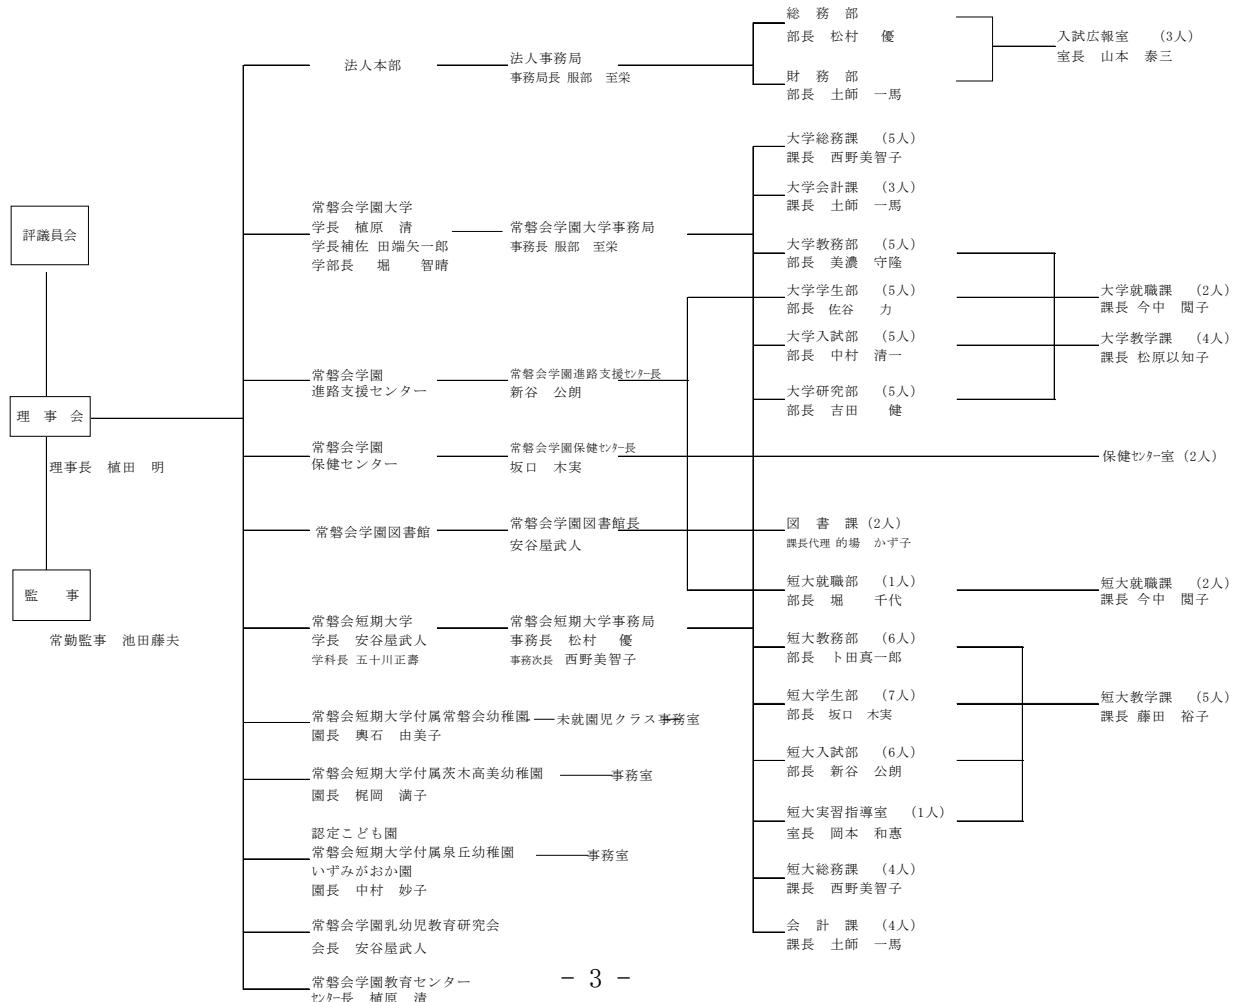 評議員会
理　事　会
理事長　植田　明
監　　事
常勤監事　池田藤夫
法人本部
法人事務局
事務局長 服部　至栄
総　務　部
部長　松村　　優
財　務　部
部長　土師　一馬
入試広報室　（3人）
室長　山本　泰三
常磐会学園大学
学長　植原　清
学長補佐 田端矢一郎
学部長　堀　　智晴
常磐会学園大学事務局
事務長 服部　至栄
大学総務課　（5人）
課長　西野美智子
大学会計課　（3人）
課長　土師　一馬
大学教務部　（5人）
部長　美濃　守隆
大学学生部　（5人）
部長　佐谷　　力
大学入試部　（5人）
部長　中村　清一
大学研究部　（5人）
部長　吉田　　健
大学就職課　（2人）
課長 今中　閲子
大学教学課　（4人）
課長 松原以知子
常磐会学園
進路支援センター
常磐会学園進路支援ｾﾝﾀｰ長
新谷　公朗
常磐会学園
保健センター
常磐会学園保健ｾﾝﾀｰ長
坂口　木実
保健ｾﾝﾀｰ室（2人）
常磐会学園図書館
常磐会学園図書館長
安谷屋武人
図　書　課（2人）
課長代理 的場　かず子
常磐会短期大学
学長　安谷屋武人
学科長 五十川正壽
常磐会短期大学事務局
事務長　松村　優
事務次長 西野美智子
短大就職部　（1人）
部長　堀　　千代
短大就職課　（2人）
課長 今中　閲子
短大教務部　（6人）
部長　卜田真一郎
短大学生部　（7人）
部長　坂口　木実
短大入試部　（6人）
部長　新谷　公朗
短大実習指導室　（1人）
室長　岡本　和惠
短大教学課　（5人）
課長 藤田　裕子
短大総務課　（4人）
課長　西野美智子
会　計　課　（4人）
課長　土師　一馬
常磐会短期大学付属常磐会幼稚園
園長　輿石　由美子
未就園児クラス事務室
常磐会短期大学付属茨木高美幼稚園
園長　梶岡　満子
事務室
認定こども園
常磐会短期大学付属泉丘幼稚園
いずみがおか園
園長　中村　妙子
事務室
常磐会学園乳幼児教育研究会
会長　安谷屋武人
常磐会学園教育センター
ｾﾝﾀｰ長　植原　清
－ 3 －